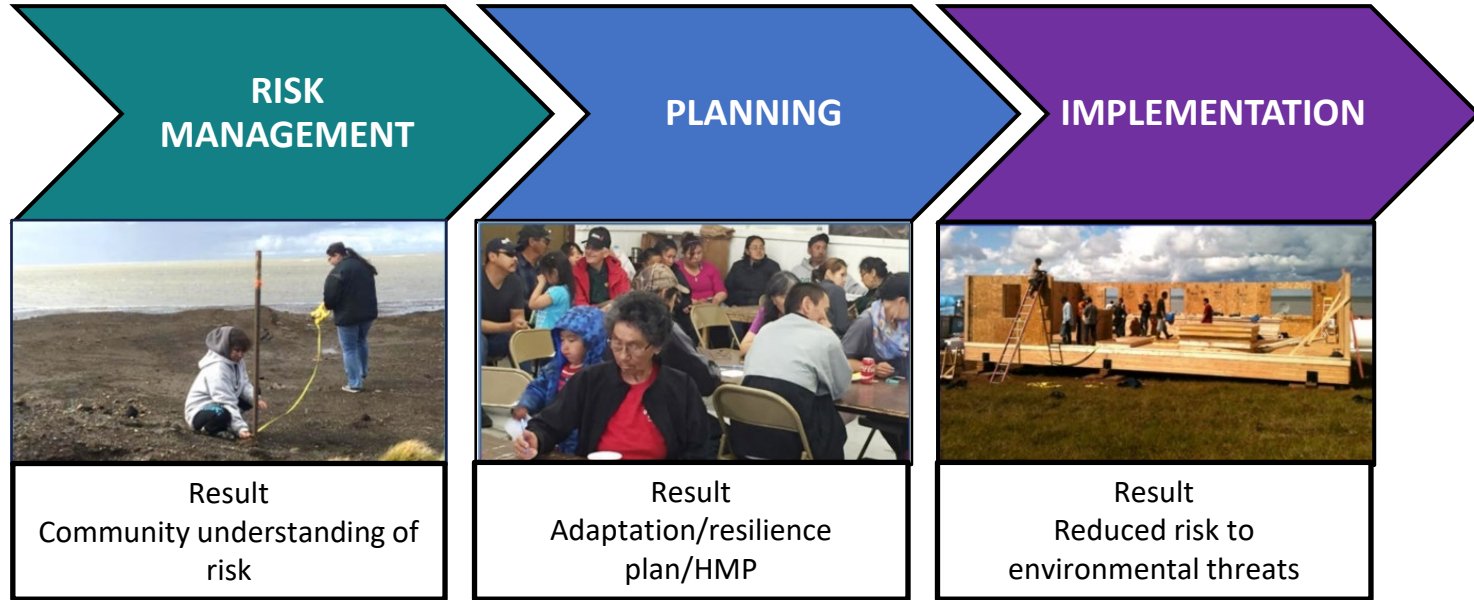 RISK
MANAGEMENT
PLANNING
IMPLEMENTATION
Result
Community understanding of
risk
Result
Adaptation/resilience
plan/HMP
Result
Reduced risk to
environmental threats